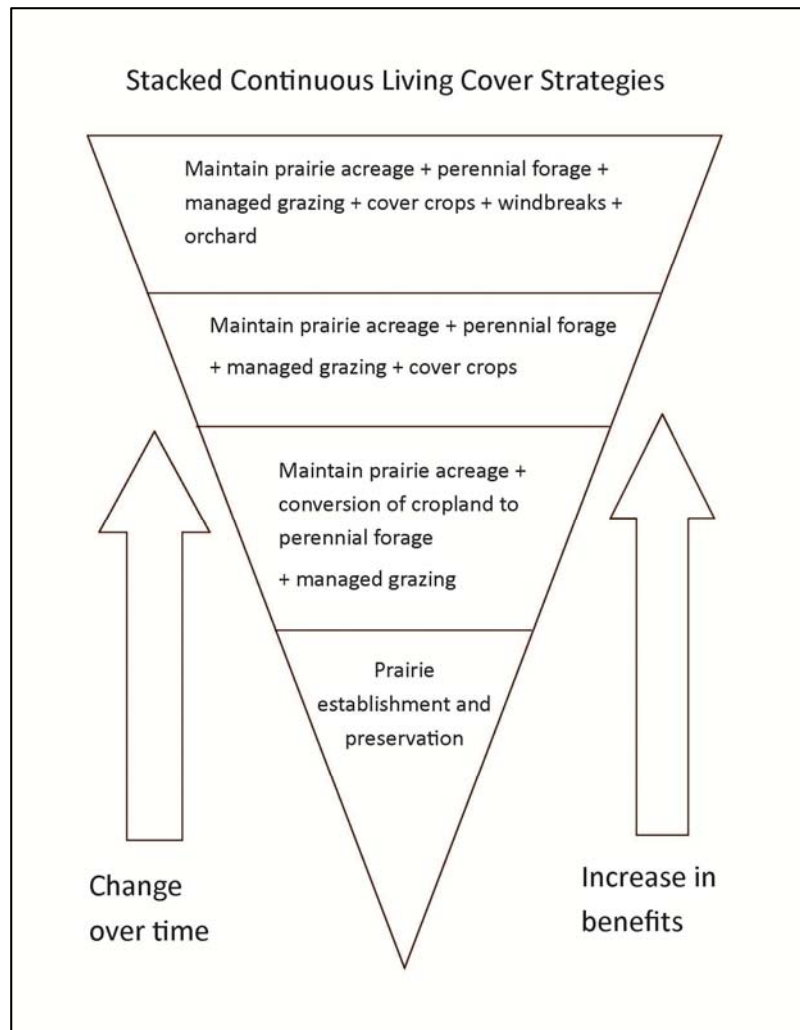 Stacked Continuous Living Cover Strategies
Maintain prairie acreage + perennial forage +
managed grazing + cover crops + windbreaks +
orchard
Maintain prairie acreage + perennial forage
+ managed grazing + cover crops
Maintain prairie acreage +
conversion of cropland to
perennial forage
+ managed grazing
Prairie
establishment and
preservation
Change
over time
Increase in
benefits